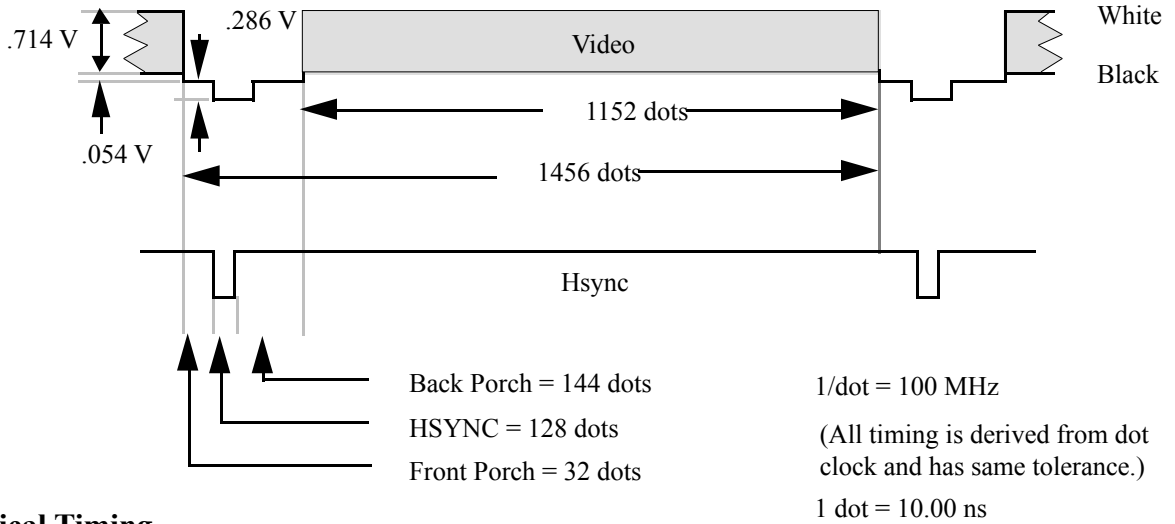 White
.286 V
.714 V
Video
Black
1152 dots
.054 V
1456 dots
Hsync
Back Porch = 144 dots
1/dot = 100 MHz
HSYNC = 128 dots
(All timing is derived from dot
clock and has same tolerance.)
Front Porch = 32 dots
1 dot = 10.00 ns
ical Timing